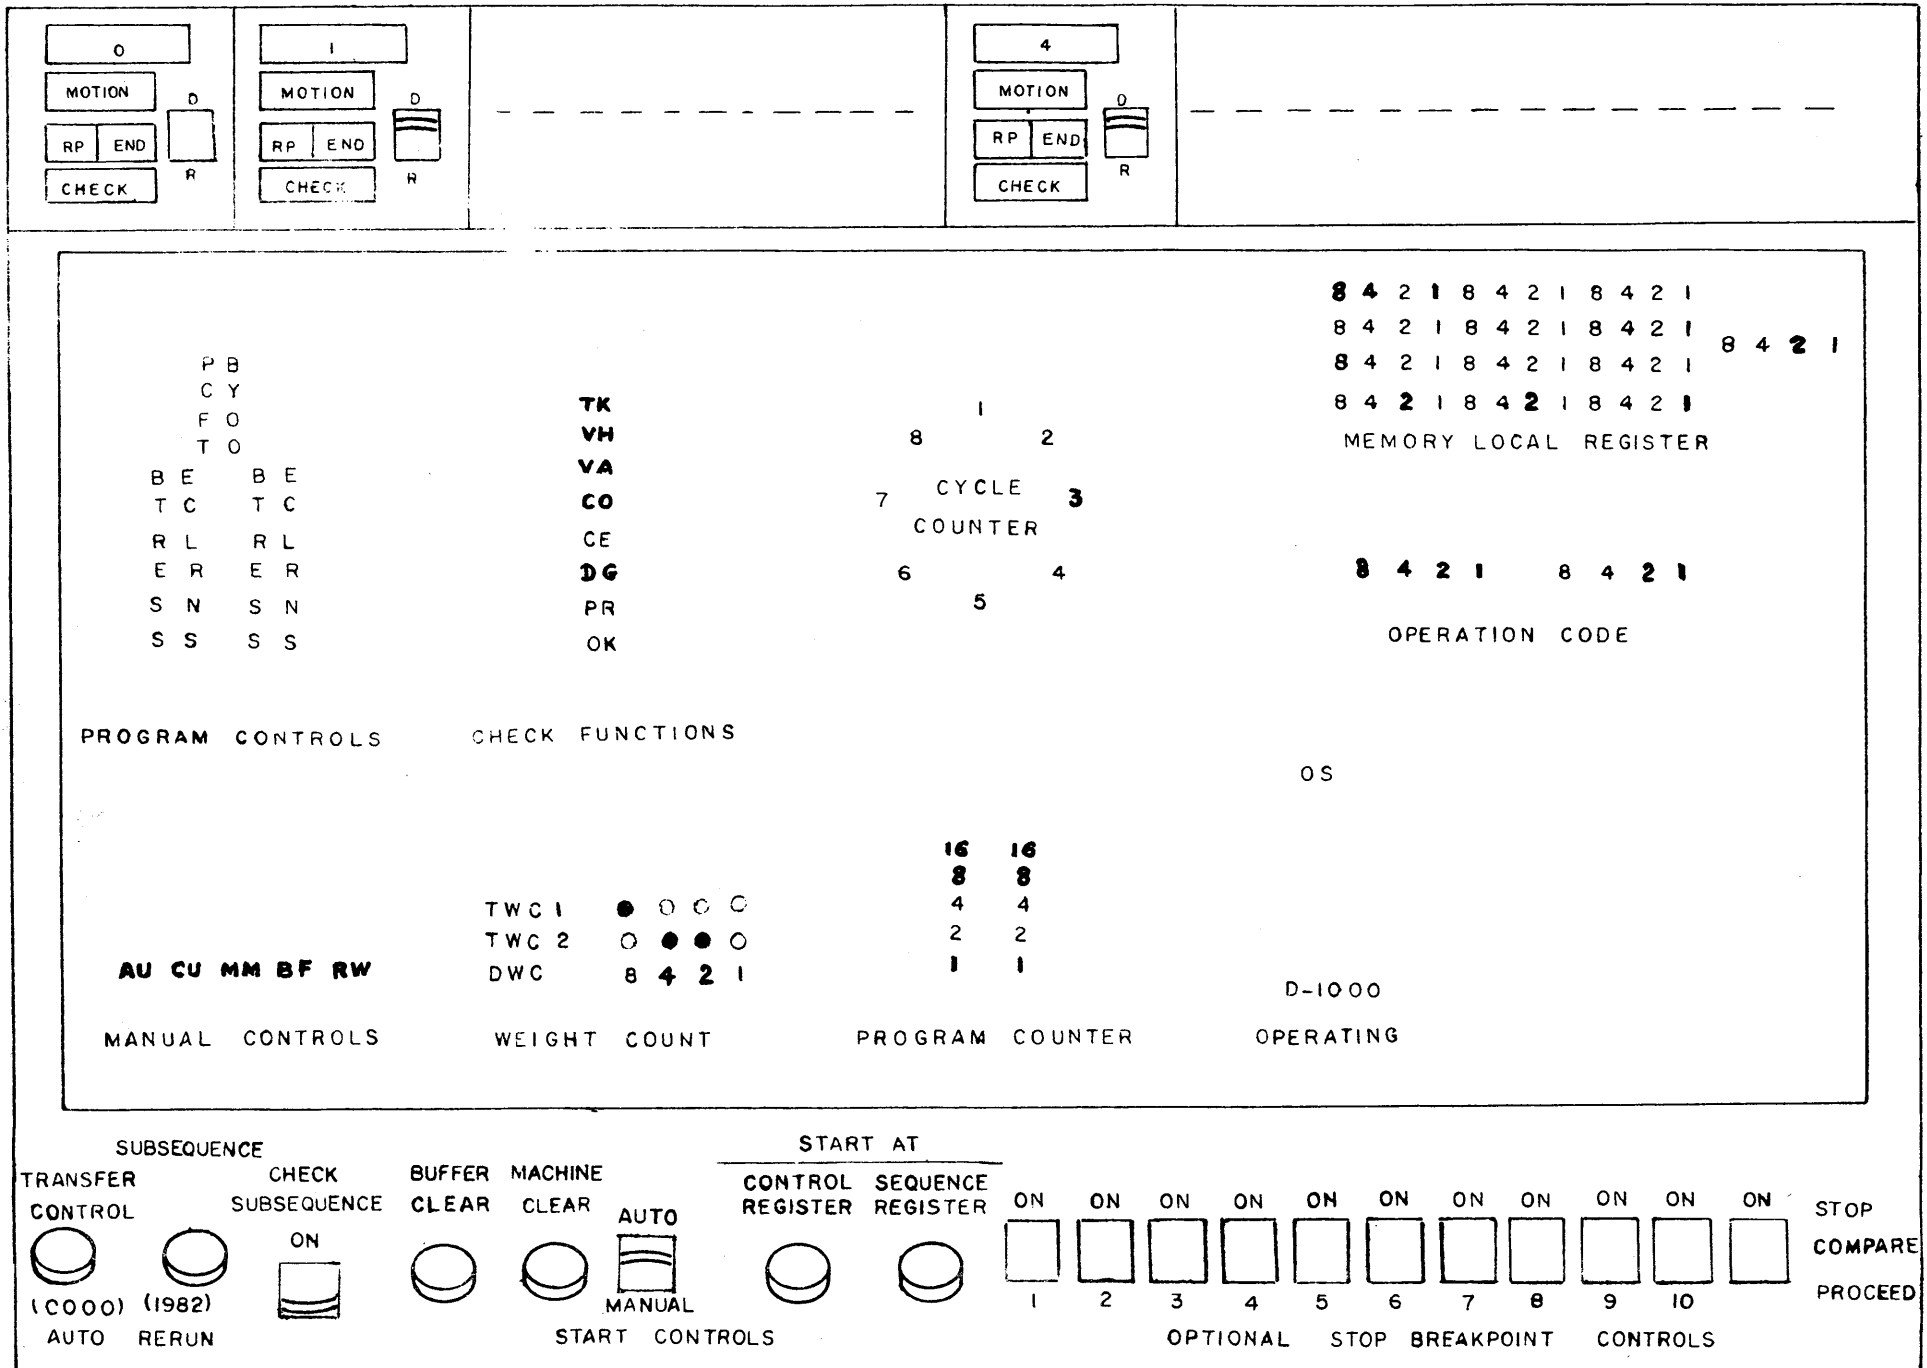 0
MOTION
D
RP END
R
CHECK
1
MOTION
D
RP END
R
CHECK
4
MOTION
D
RP END
R
CHECK
P B
C Y
F O
T O
B E B E
T C T C
R L R L
E R E R
S N S N
S S S S
PROGRAM CONTROLS
TK
VH
VA
CO
CE
DG
PR
OK
CHECK FUNCTIONS
1
8 2
7 CYCLE 3
COUNTER
6 4
5
8 4 2 1 8 4 2 1 8 4 2 1
8 4 2 1 8 4 2 1 8 4 2 1
8 4 2 1
8 4 2 1 8 4 2 1 8 4 2 1
8 4 2 1 8 4 2 1 8 4 2 1
MEMORY LOCAL REGISTER
8 4 2 1 8 4 2 1
OPERATION CODE
OS
AU CU MM BF RW
MANUAL CONTROLS
TWC 1
TWC 2
DWC 8 4 2 1
WEIGHT COUNT
16 16
8 8
4 4
2 2
1 1
PROGRAM COUNTER
D-1000
OPERATING
SUBSEQUENCE
TRANSFER
CONTROL
(C000) (1982)
AUTO RERUN
CHECK
SUBSEQUENCE
ON
BUFFER
CLEAR
MACHINE
CLEAR
AUTO
MANUAL
START CONTROLS
START AT
CONTROL
REGISTER
SEQUENCE
REGISTER
ON ON ON ON ON ON ON ON ON ON ON
STOP
COMPARE
PROCEED
1 2 3 4 5 6 7 8 9 10
OPTIONAL STOP BREAKPOINT CONTROLS